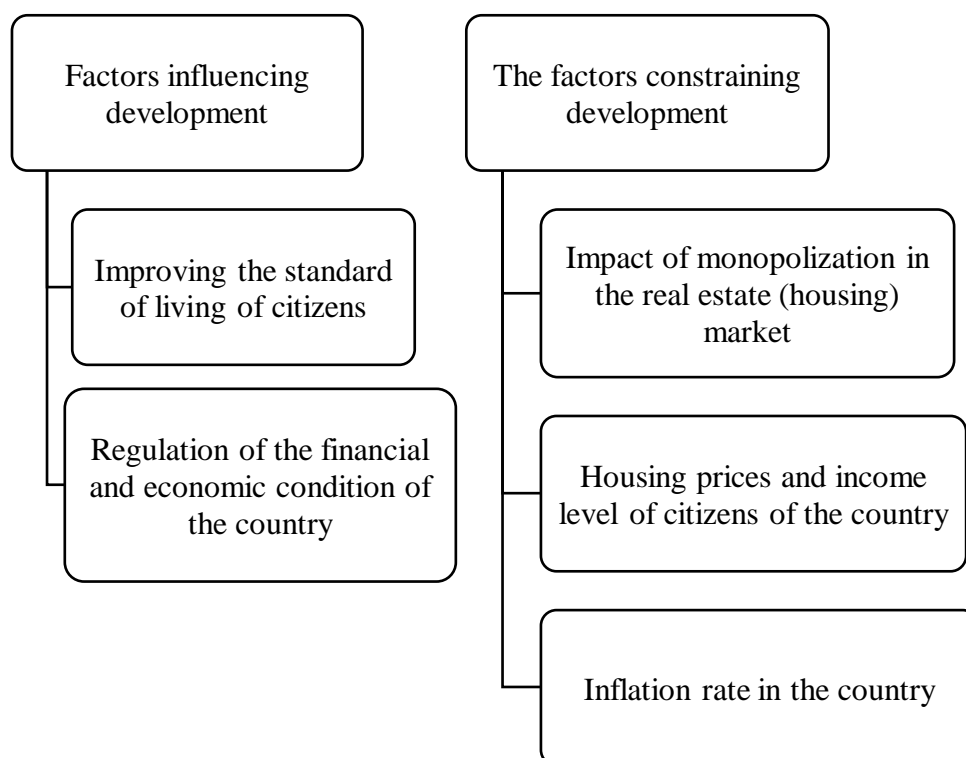 Factors influencing
development
Improving the standard
of living of citizens
Regulation of the financial
and economic condition of
the country
The factors constraining
development
Impact of monopolization in
the real estate (housing)
market
Housing prices and income
level of citizens of the country
Inflation rate in the country